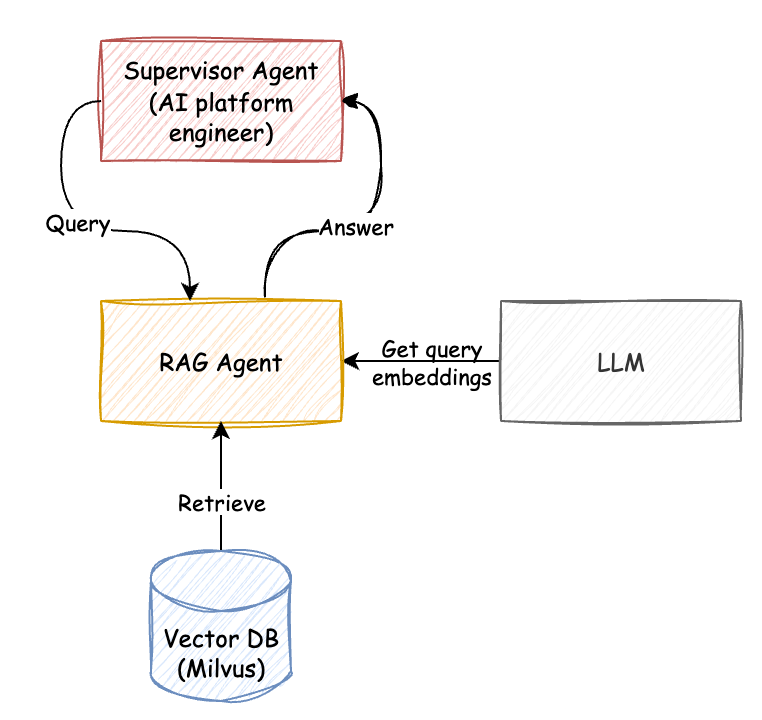 Supervisor Agent
(AI platform
engineer)
Query
Answer
RAG Agent
Get query
embeddings
LLM
Retrieve
Vector DB
(Milvus)